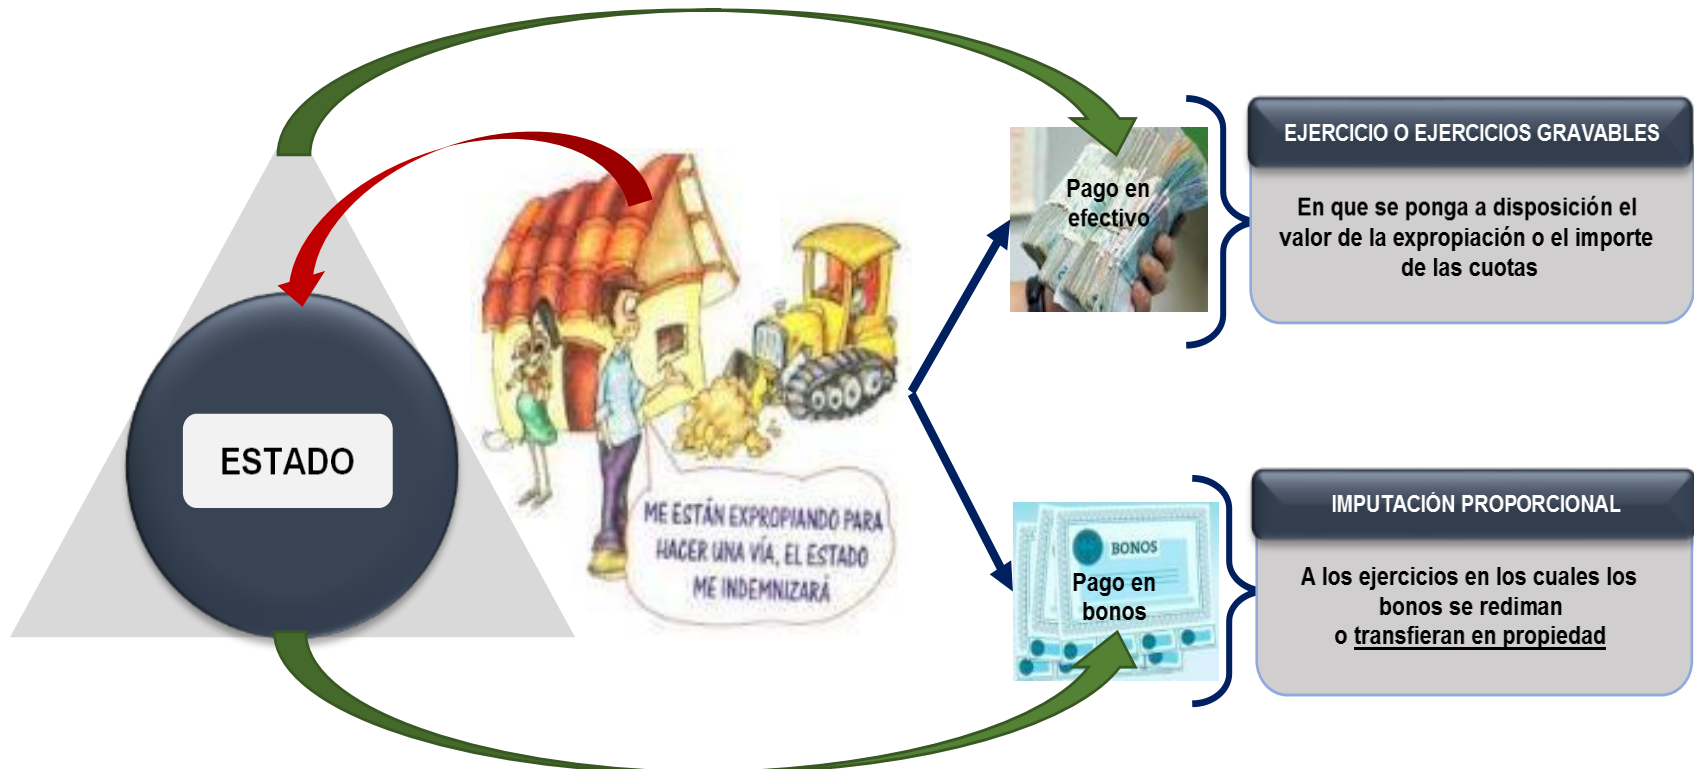 ESTADO
ME ESTÁN EXPROPIANDO PARA
HACER UNA VÍA, EL ESTADO
ME INDEMNIZARÁ
Pago en
efectivo
EJERCICIO O EJERCICIOS GRAVABLES
En que se ponga a disposición el
valor de la expropiación o el importe
de las cuotas
BONOS
Pago en
bonos
IMPUTACIÓN PROPORCIONAL
A los ejercicios en los cuales los
bonos se rediman
o transfieran en propiedad